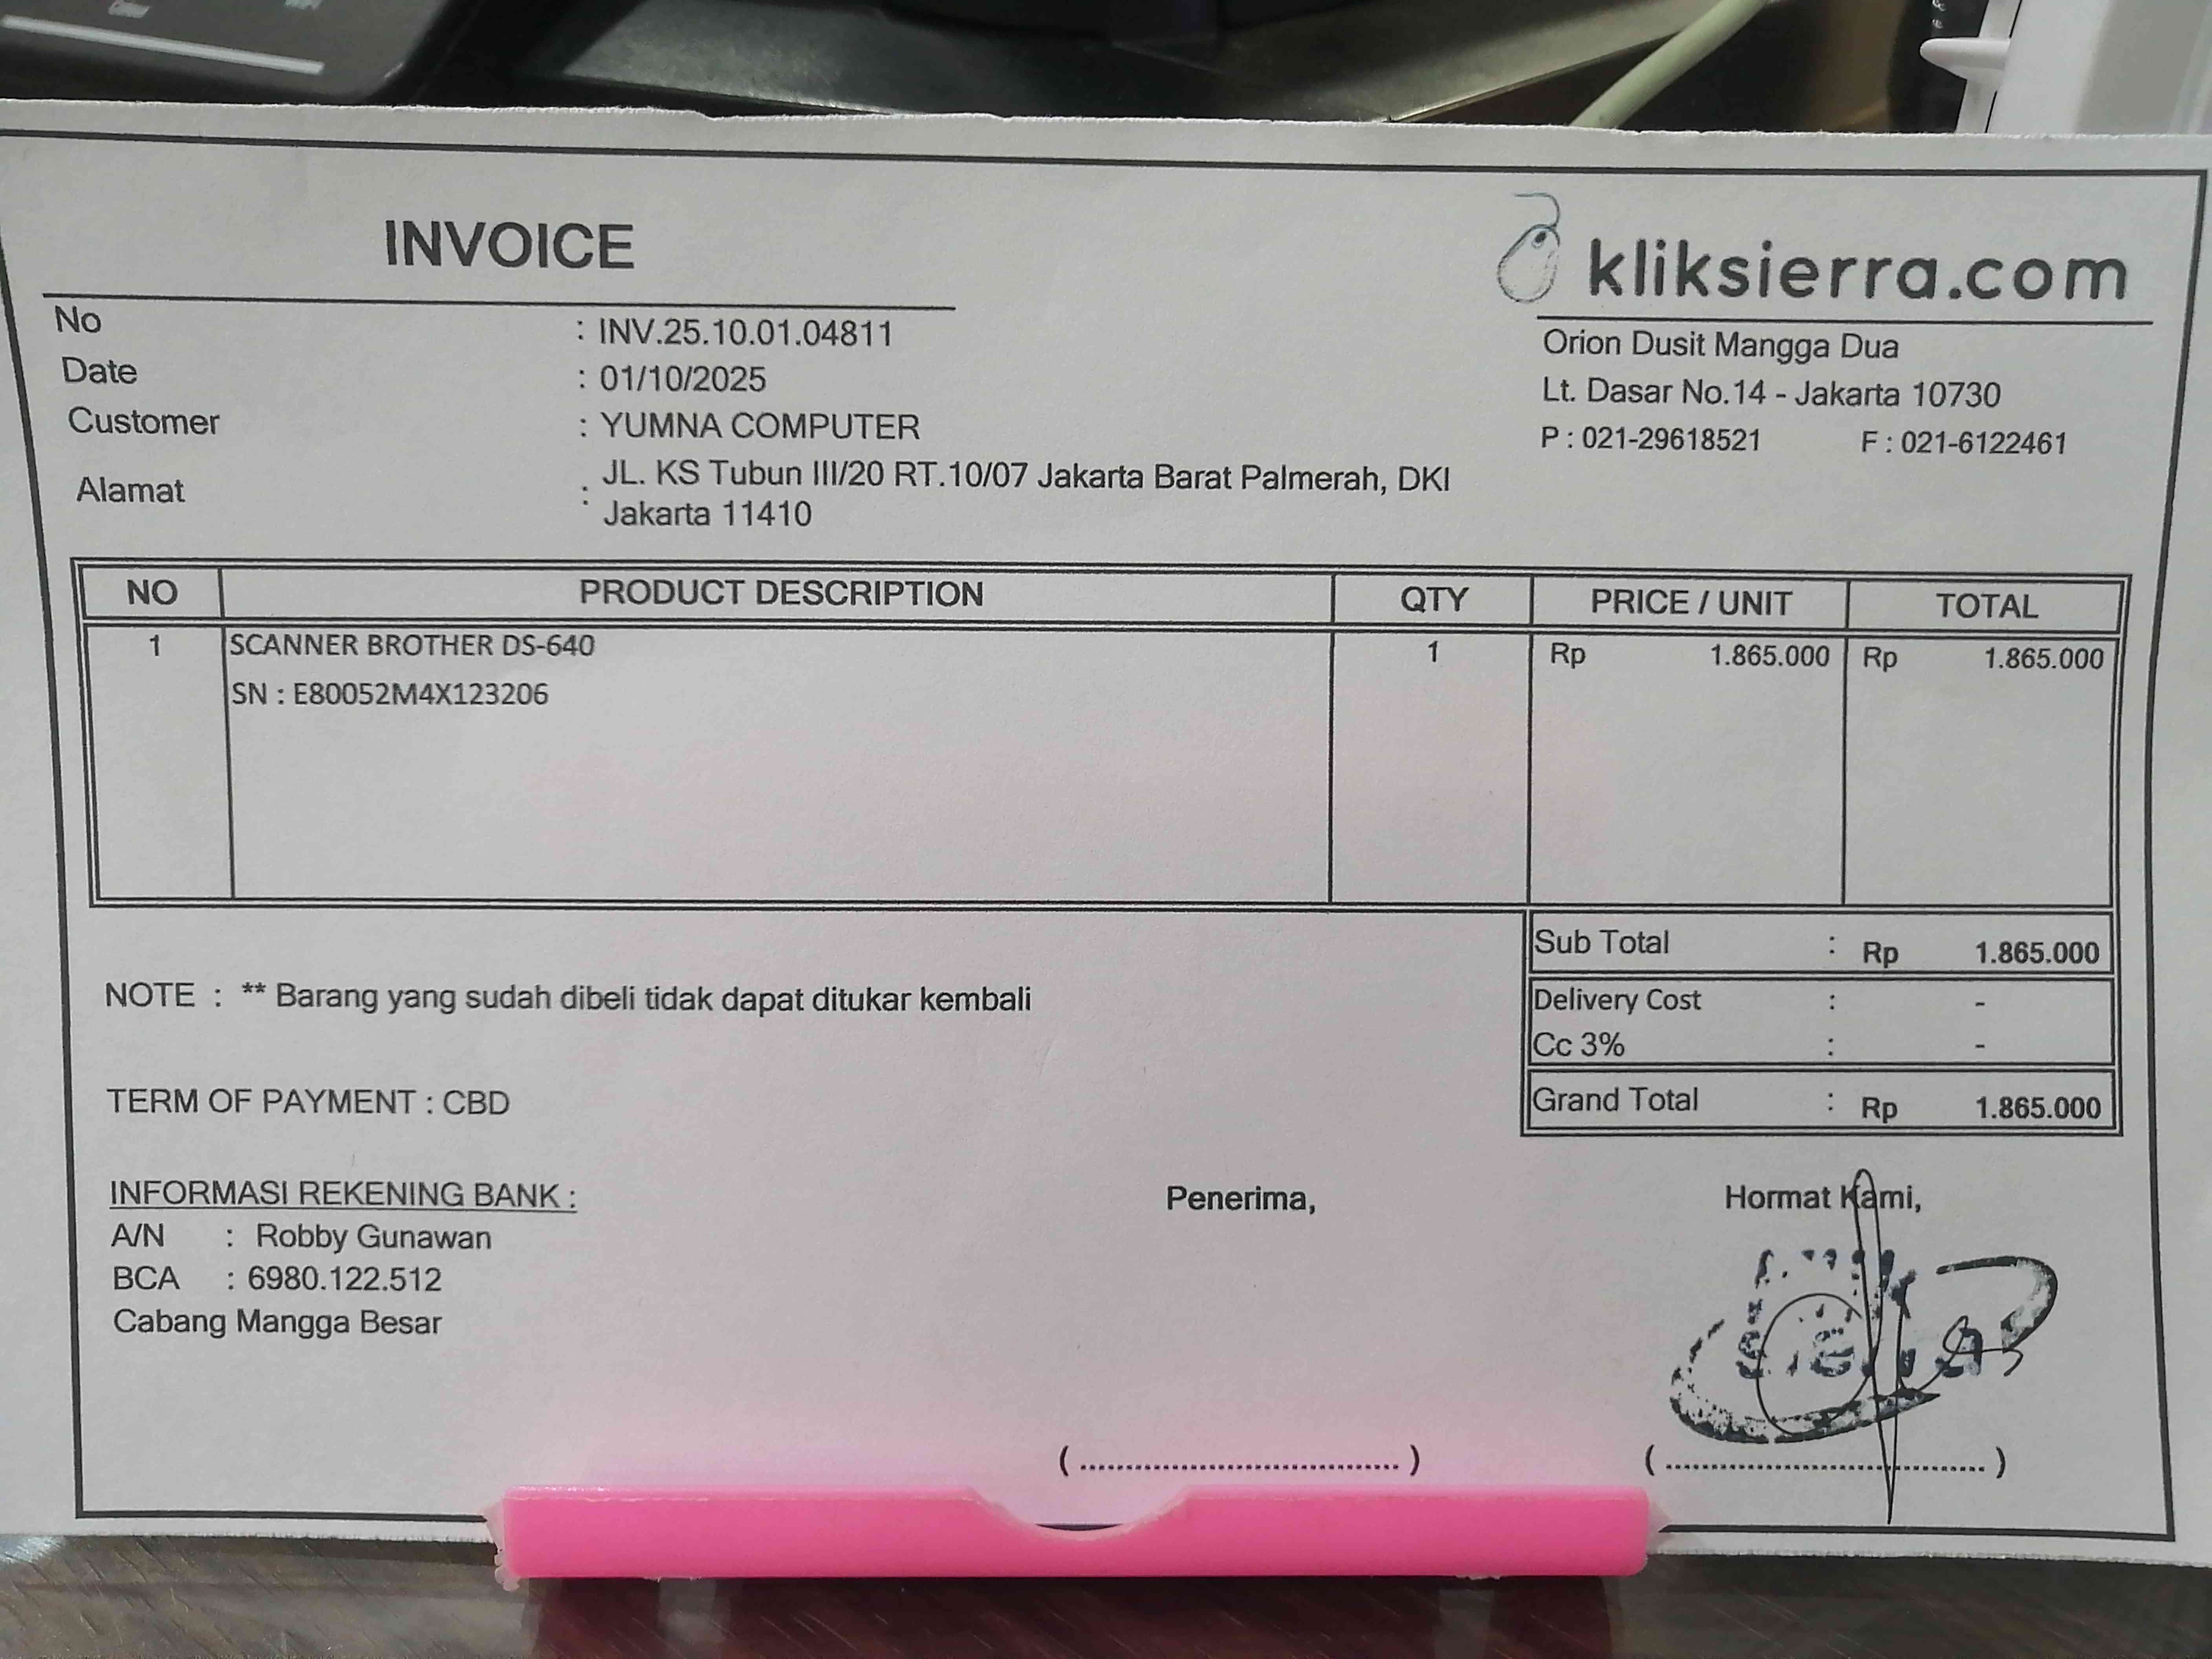 INVOICE
kliksierra.com
Orion Dusit Mangga Dua
Lt. Dasar No.14 - Jakarta 10730
P : 021-29618521 F : 021-6122461
No : INV.25.10.01.04811
Date : 01/10/2025
Customer : YUMNA COMPUTER
Alamat : JL. KS Tubun III/20 RT.10/07 Jakarta Barat Palmerah, DKI
Jakarta 11410
NO PRODUCT DESCRIPTION QTY PRICE / UNIT TOTAL
1 SCANNER BROTHER DS-640 1 Rp 1.865.000 Rp 1.865.000
SN : E80052M4X123206
Sub Total : Rp 1.865.000
Delivery Cost : -
Cc 3% : -
Grand Total : Rp 1.865.000
NOTE : ** Barang yang sudah dibeli tidak dapat ditukar kembali
TERM OF PAYMENT : CBD
INFORMASI REKENING BANK :
A/N : Robby Gunawan
BCA : 6980.122.512
Cabang Mangga Besar
Penerima,
(....................................)
Hormat Kami,
(....................................)